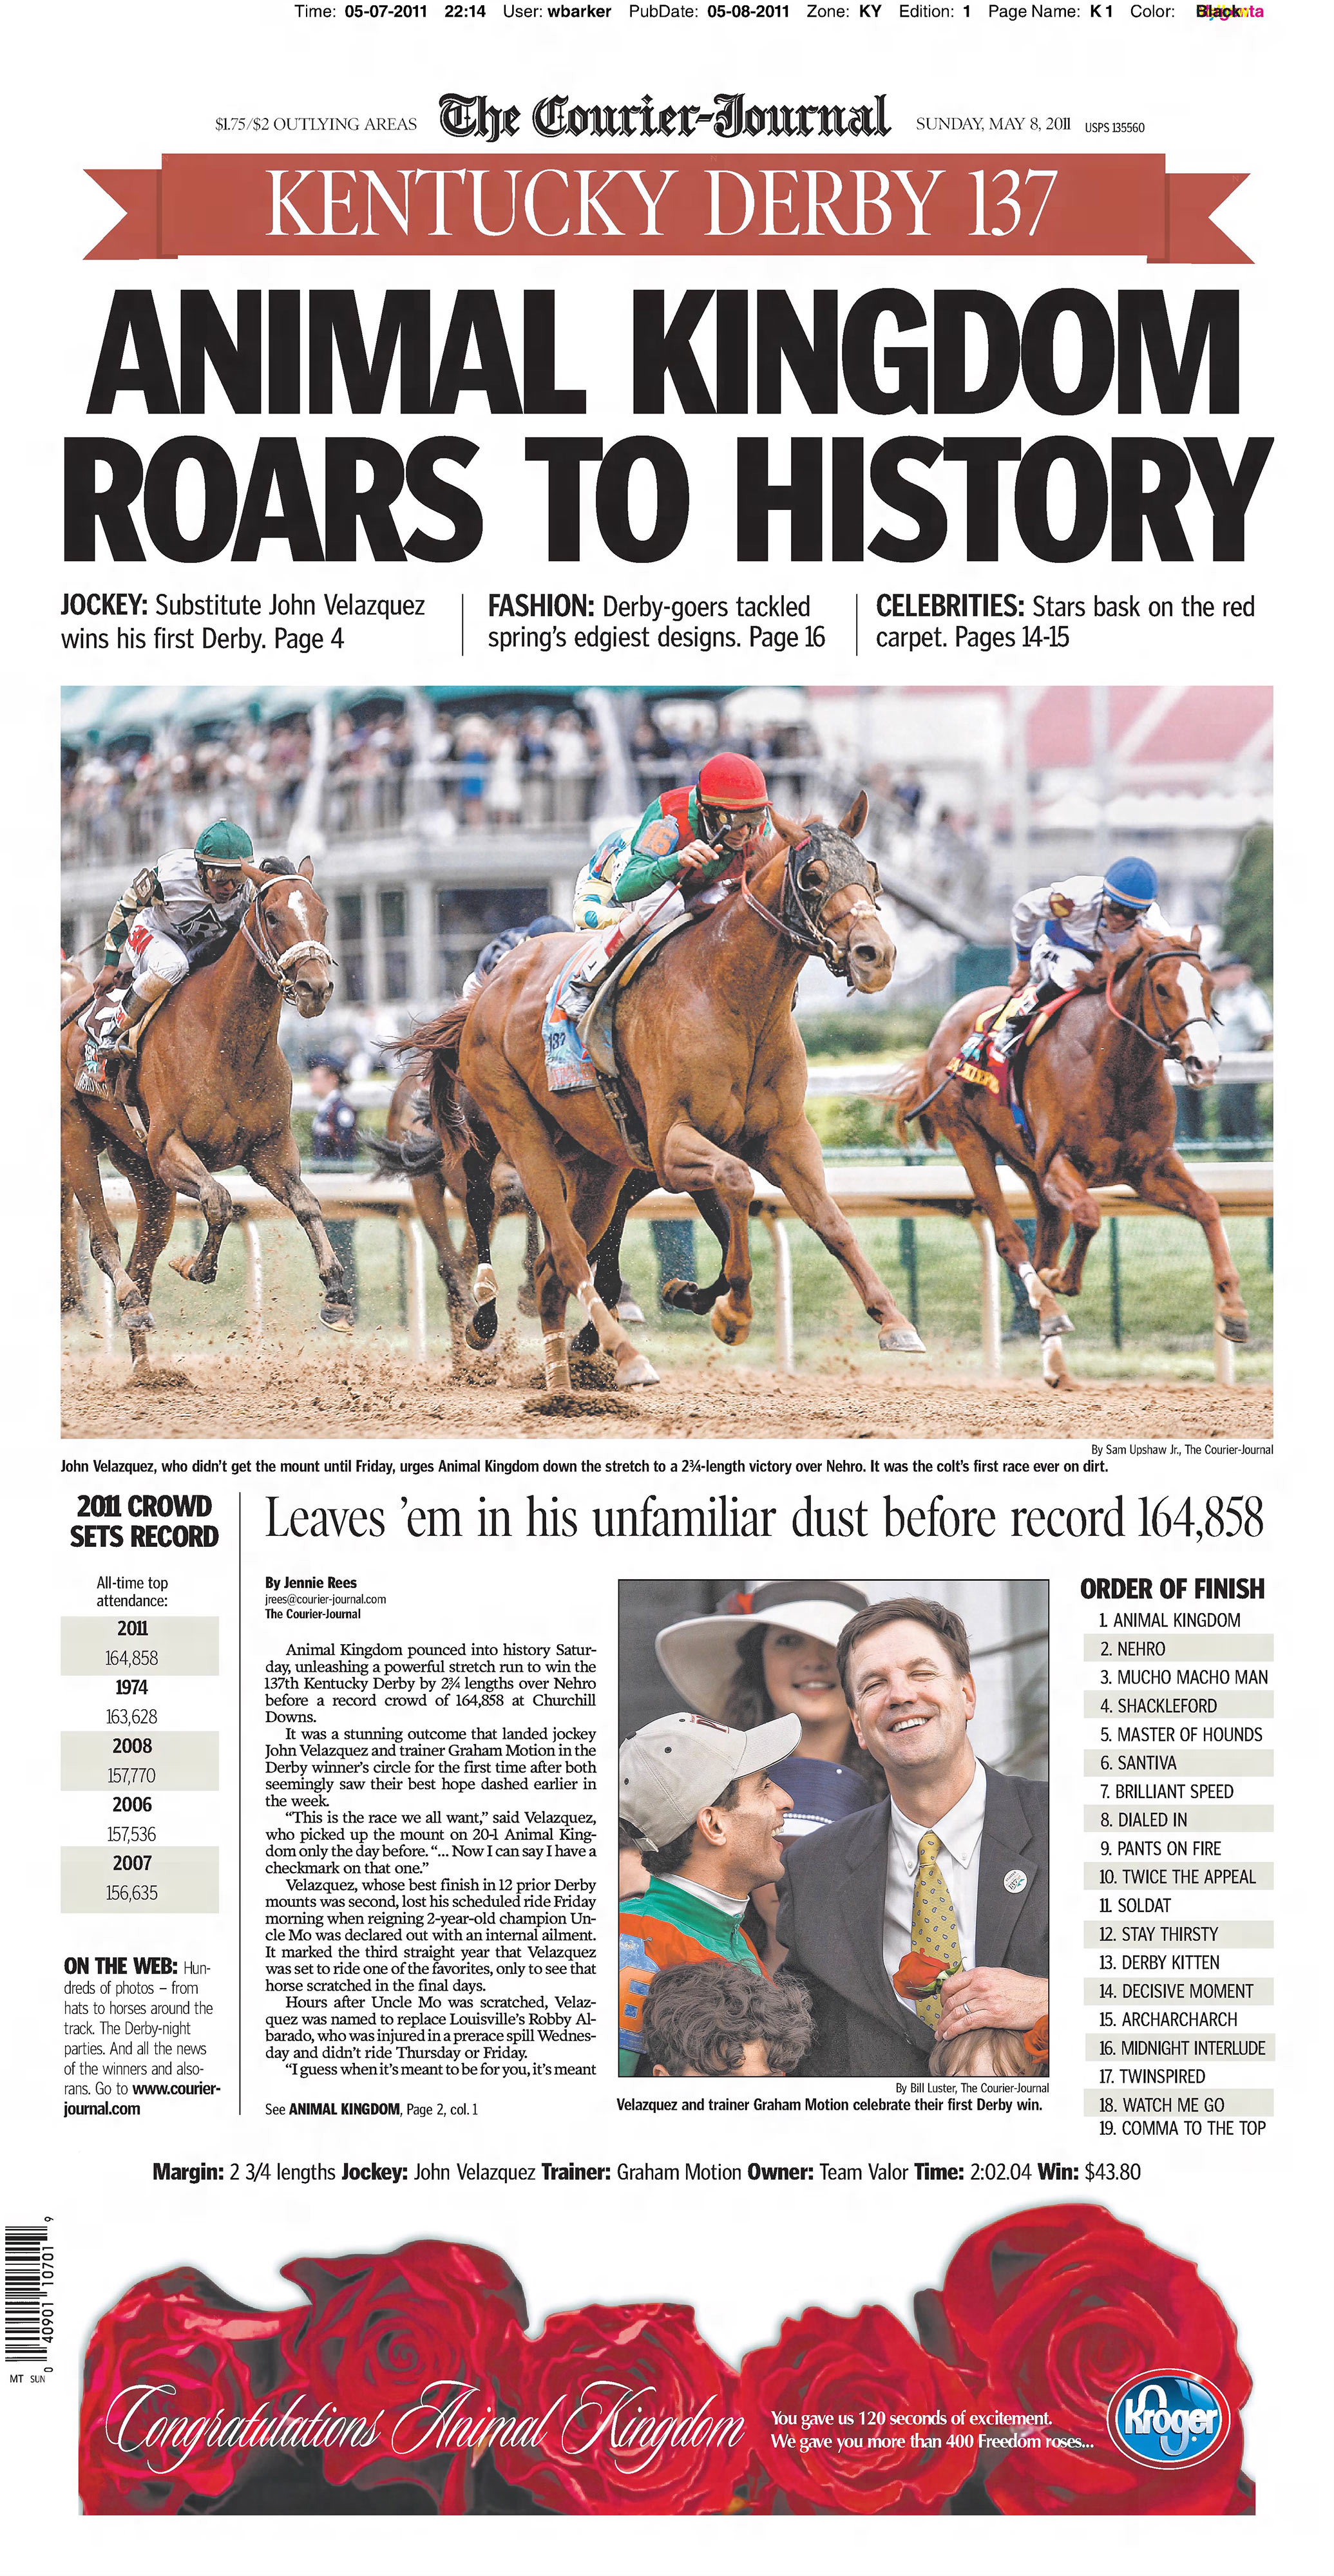 Time: 05-07-2011 22:14 User: wbarker PubDate: 05-08-2011 Zone: KY Edition: 1 Page Name: K 1 Color:
$1.75/$2 OUTLYING AREAS The Courier-Journal SUNDAY, MAY 8, 2011 USPS 135560
KENTUCKY DERBY 137
ANIMAL KINGDOM
ROARS TO HISTORY
JOCKEY: Substitute John Velazquez
wins his first Derby. Page 4
FASHION: Derby-goers tackled
spring's edgiest designs. Page 16
CELEBRITIES: Stars bask on the red
carpet. Pages 14-15
16
137
By Sam Upshaw Jr., The Courier-Journal
John Velazquez, who didn't get the mount until Friday, urges Animal Kingdom down the stretch to a 2¾-length victory over Nehro. It was the colt's first race ever on dirt.
2011 CROWD
SETS RECORD
All-time top
attendance:
2011
164,858
1974
163,628
2008
157,770
2006
157,536
2007
156,635
ON THE WEB: Hun-
dreds of photos – from
hats to horses around the
track. The Derby-night
parties. And all the news
of the winners and also-
rans. Go to www.courier-
journal.com
Leaves 'em in his unfamiliar dust before record 164,858
By Jennie Rees
jrees@courier-journal.com
The Courier-Journal
Animal Kingdom pounced into history Satur-
day, unleashing a powerful stretch run to win the
137th Kentucky Derby by 2¾ lengths over Nehro
before a record crowd of 164,858 at Churchill
Downs.
It was a stunning outcome that landed jockey
John Velazquez and trainer Graham Motion in the
Derby winner's circle for the first time after both
seemingly saw their best hope dashed earlier in
the week.
"This is the race we all want," said Velazquez,
who picked up the mount on 20-1 Animal King-
dom only the day before. "... Now I can say I have a
checkmark on that one."
Velazquez, whose best finish in 12 prior Derby
mounts was second, lost his scheduled ride Friday
morning when reigning 2-year-old champion Un-
cle Mo was declared out with an internal ailment.
It marked the third straight year that Velazquez
was set to ride one of the favorites, only to see that
horse scratched in the final days.
Hours after Uncle Mo was scratched, Velaz-
quez was named to replace Louisville's Robby Al-
barado, who was injured in a prerace spill Wednes-
day and didn't ride Thursday or Friday.
"I guess when it's meant to be for you, it's meant
See ANIMAL KINGDOM, Page 2, col. 1
By Bill Luster, The Courier-Journal
Velazquez and trainer Graham Motion celebrate their first Derby win.
ORDER OF FINISH
1. ANIMAL KINGDOM
2. NEHRO
3. MUCHO MACHO MAN
4. SHACKLEFORD
5. MASTER OF HOUNDS
6. SANTIVA
7. BRILLIANT SPEED
8. DIALED IN
9. PANTS ON FIRE
10. TWICE THE APPEAL
11. SOLDAT
12. STAY THIRSTY
13. DERBY KITTEN
14. DECISIVE MOMENT
15. ARCHARCHARCH
16. MIDNIGHT INTERLUDE
17. TWINSPIRED
18. WATCH ME GO
19. COMMA TO THE TOP
Margin: 2 3/4 lengths Jockey: John Velazquez Trainer: Graham Motion Owner: Team Valor Time: 2:02.04 Win: $43.80
0 40901 10701 9
MT SUN
Congratulations Animal Kingdom
You gave us 120 seconds of excitement.
We gave you more than 400 Freedom roses...
Kroger